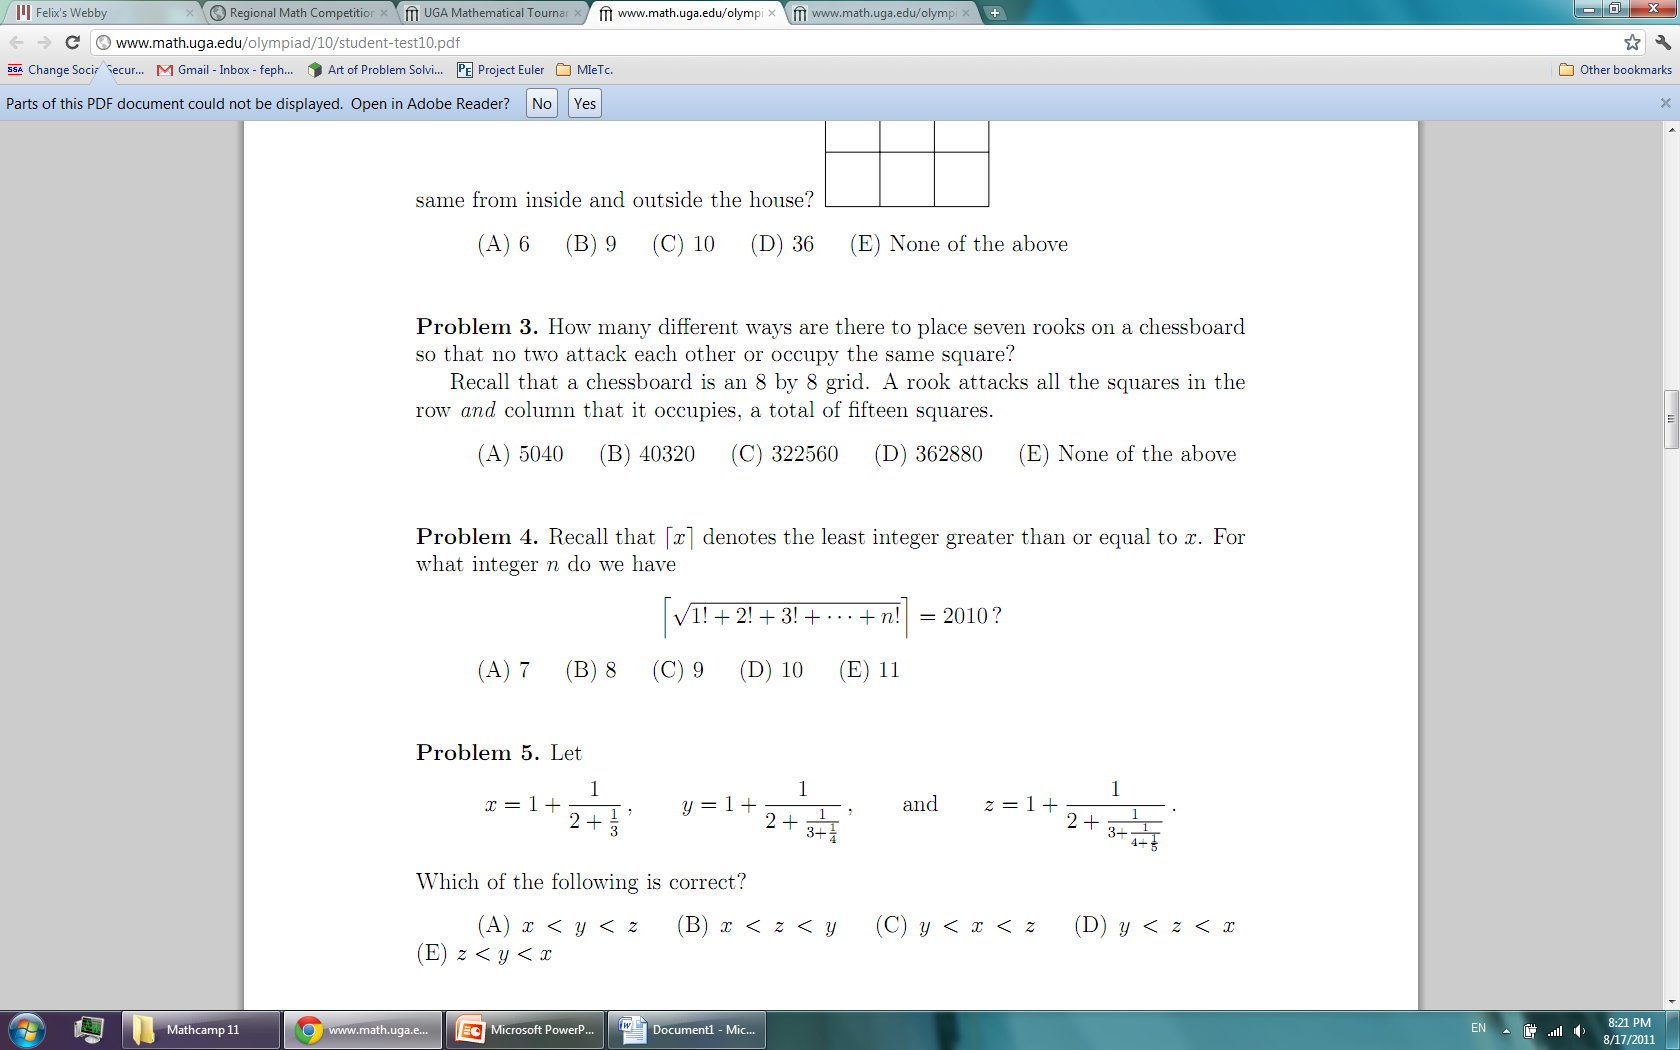 Felix's Webby
Regional Math Competition
UGA Mathematical Tournar
www.math.uga.edu/olympi
www.math.uga.edu/olympi
www.math.uga.edu/olympiad/10/student-test10.pdf
SSA Change Social Secur... Gmail - Inbox - feph... Art of Problem Solvi... PE Project Euler MIeTc. Other bookmarks
Parts of this PDF document could not be displayed. Open in Adobe Reader? No Yes
same from inside and outside the house?
(A) 6 (B) 9 (C) 10 (D) 36 (E) None of the above
Problem 3. How many different ways are there to place seven rooks on a chessboard
so that no two attack each other or occupy the same square?
Recall that a chessboard is an 8 by 8 grid. A rook attacks all the squares in the
row and column that it occupies, a total of fifteen squares.
(A) 5040 (B) 40320 (C) 322560 (D) 362880 (E) None of the above
Problem 4. Recall that ⌈x⌉ denotes the least integer greater than or equal to x. For
what integer n do we have
⌈√(1! + 2! + 3! + ··· + n!)⌉ = 2010?
(A) 7 (B) 8 (C) 9 (D) 10 (E) 11
Problem 5. Let
x = 1 + 1/(2 + 1/3), y = 1 + 1/(2 + 1/(3+1/4)), and z = 1 + 1/(2 + 1/(3+1/(4+1/5))).
Which of the following is correct?
(A) x < y < z (B) x < z < y (C) y < x < z (D) y < z < x
(E) z < y < x
Mathcamp 11 www.math.uga.e... Microsoft PowerP... Document1 - Mic... EN 8:21 PM
8/17/2011